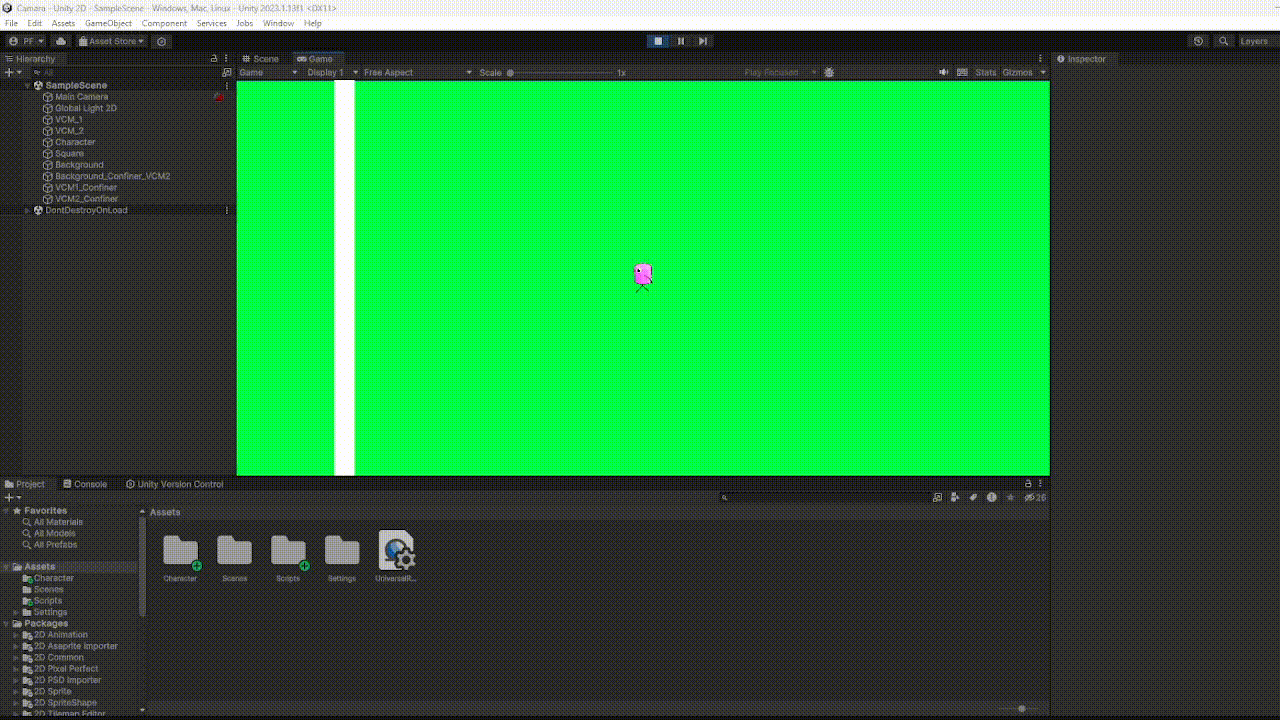 Camara - Unity 2D - SampleScene - Windows, Mac, Linux - Unity 2023.1.13f1 <DX11>
File Edit Assets GameObject Component Services Jobs Window Help
PF Asset Store Layers
Hierarchy Scene Game Inspector
All Game Display 1 Free Aspect Scale 1x Play Focused Stats Gizmos
SampleScene
Main Camera
Global Light 2D
VCM_1
VCM_2
Character
Square
Background
Background_Confiner_VCM2
VCM1_Confiner
VCM2_Confiner
DontDestroyOnLoad
Project Console Unity Version Control
26
Favorites
All Materials
All Models
All Prefabs
Assets
Character
Scenes
Scripts
Settings
Packages
2D Animation
2D Aseprite Importer
2D Common
2D Pixel Perfect
2D PSD Importer
2D Sprite
2D SpriteShape
2D Tilemap Editor
Assets
Character Scenes Scripts Settings UniversalR...